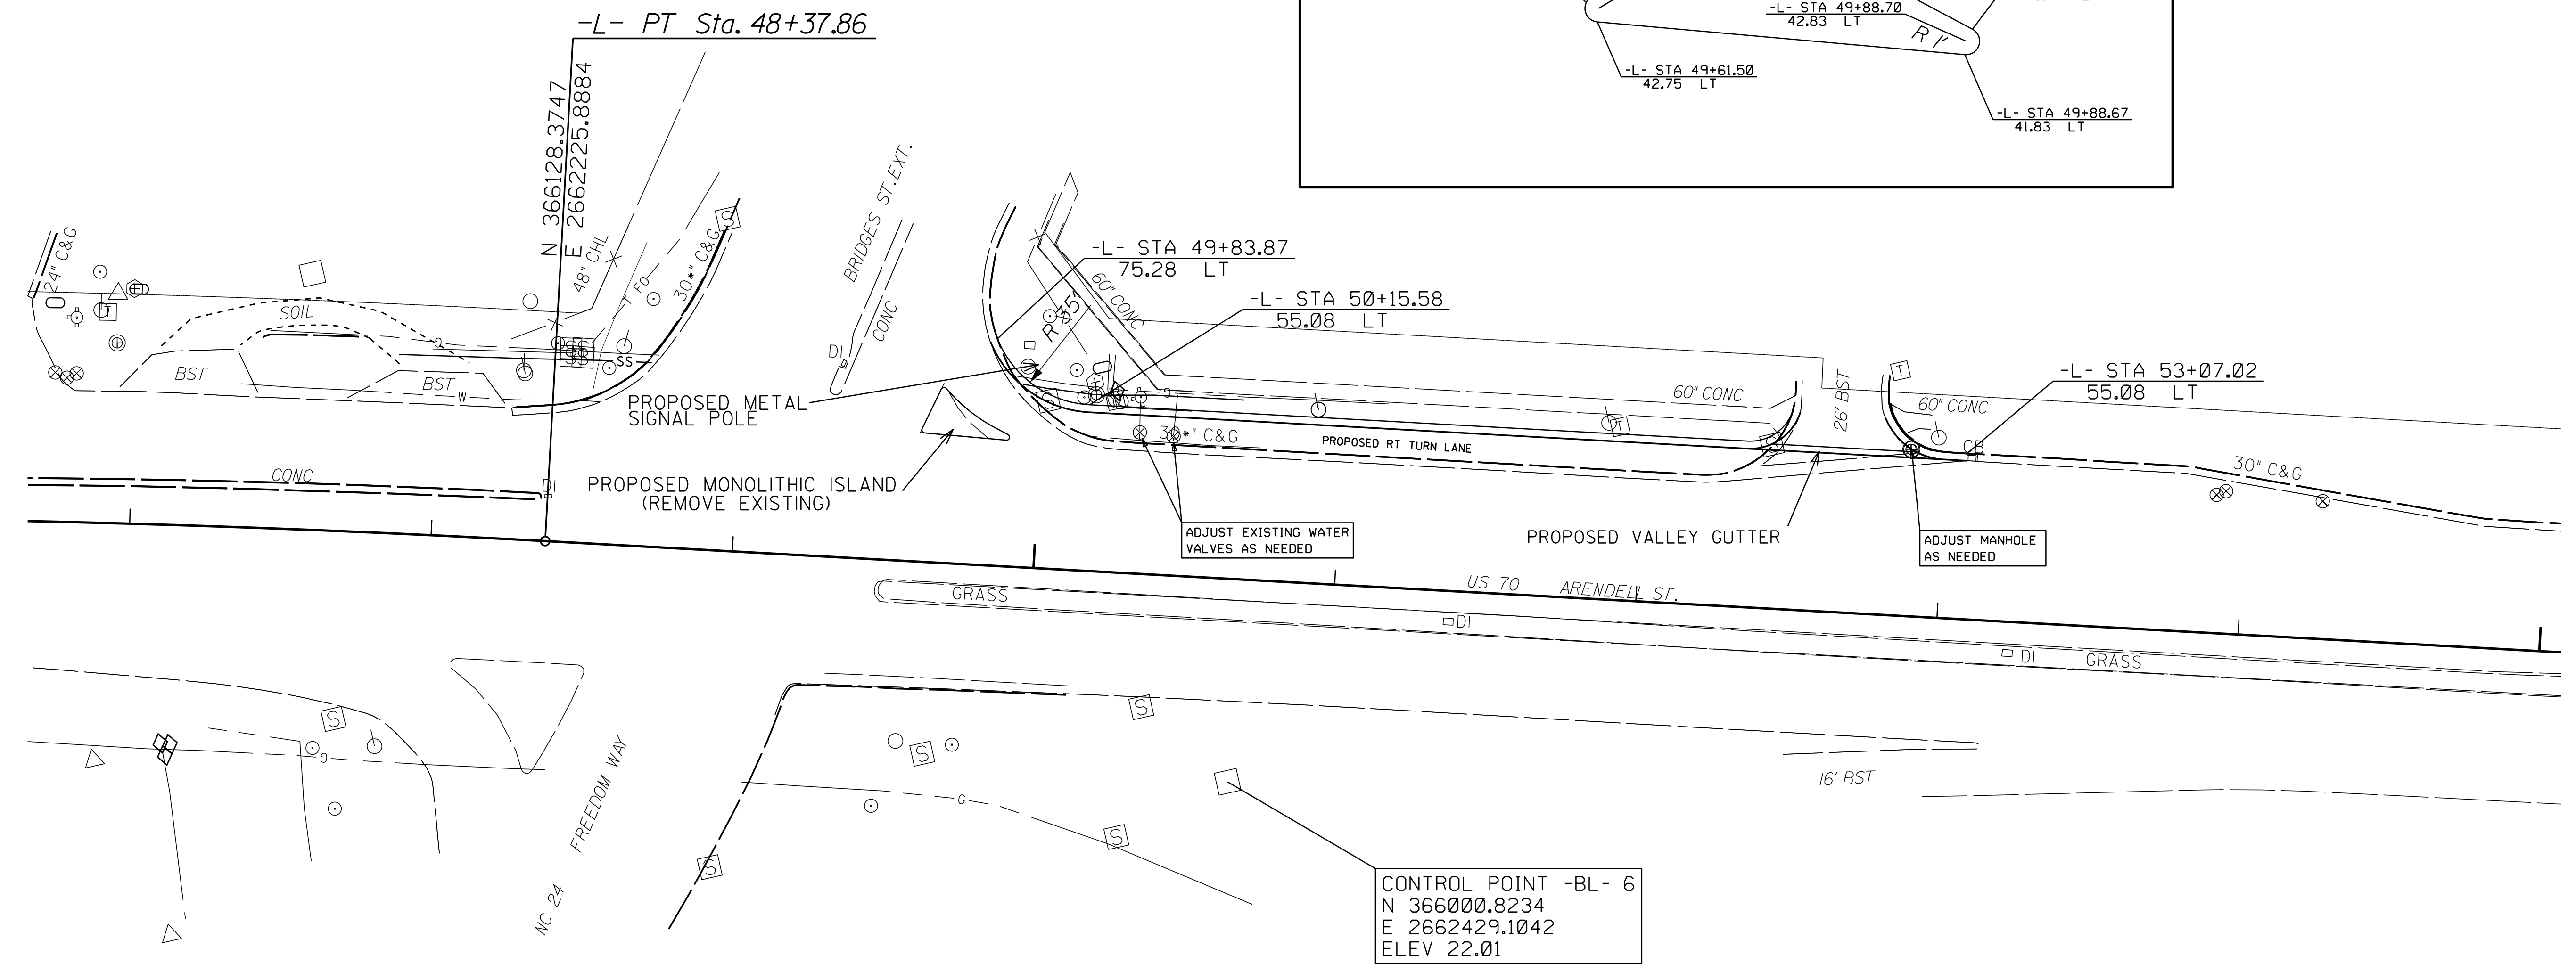 -L- PT Sta. 48+37.86
N 366128.3747
E 2662225.8884
-L- STA 49+88.70
42.83 LT
R 1'
-L- STA 49+61.50
42.75 LT
-L- STA 49+88.67
41.83 LT
24" C&G
48" CHL
T FO
30*" C&G
BRIDGES ST. EXT.
CONC
DI
-L- STA 49+83.87
75.28 LT
60" CONC
R 35'
-L- STA 50+15.58
55.08 LT
-L- STA 53+07.02
55.08 LT
SOIL
T
SS
BST
BST
W
PROPOSED METAL
SIGNAL POLE
S
G
T
60" CONC
26' BST
T
60" CONC
S
CB
30*" C&G
PROPOSED RT TURN LANE
30" C&G
CONC
DI
PROPOSED MONOLITHIC ISLAND
(REMOVE EXISTING)
ADJUST EXISTING WATER
VALVES AS NEEDED
PROPOSED VALLEY GUTTER
ADJUST MANHOLE
AS NEEDED
US 70 ARENDELL ST.
GRASS
DI
DI
GRASS
S
G
S
S
G
S
S
16' BST
NC 24 FREEDOM WAY
CONTROL POINT -BL- 6
N 366000.8234
E 2662429.1042
ELEV 22.01